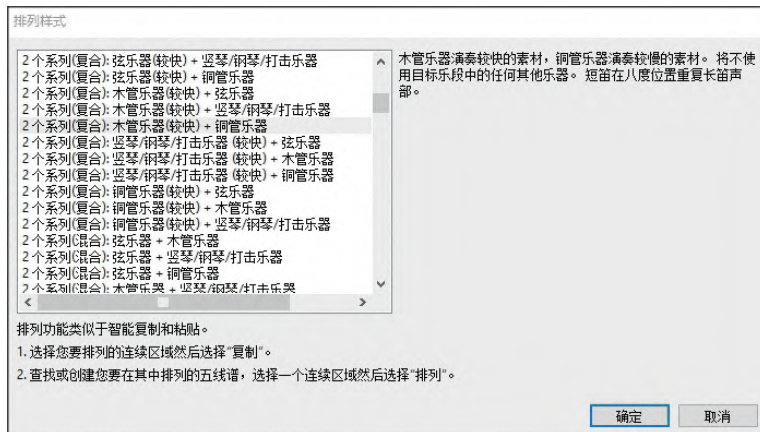 排列样式
2 个系列(复合): 弦乐器(较快) + 竖琴/钢琴/打击乐器
2 个系列(复合): 弦乐器(较快) + 铜管乐器
2 个系列(复合): 木管乐器(较快) + 弦乐器
2 个系列(复合): 木管乐器(较快) + 竖琴/钢琴/打击乐器
2 个系列(复合): 木管乐器(较快) + 铜管乐器
2 个系列(复合): 竖琴/钢琴/打击乐器 (较快) + 弦乐器
2 个系列(复合): 竖琴/钢琴/打击乐器 (较快) + 木管乐器
2 个系列(复合): 竖琴/钢琴/打击乐器 (较快) + 铜管乐器
2 个系列(复合): 铜管乐器(较快) + 弦乐器
2 个系列(复合): 铜管乐器(较快) + 木管乐器
2 个系列(复合): 铜管乐器(较快) + 竖琴/钢琴/打击乐器
2 个系列(混合): 弦乐器 + 木管乐器
2 个系列(混合): 弦乐器 + 竖琴/钢琴/打击乐器
2 个系列(混合): 弦乐器 + 铜管乐器
2 个系列(混合): 木管乐器 + 竖琴/钢琴/打击乐器
木管乐器演奏较快的素材，铜管乐器演奏较慢的素材。 将不使
用目标乐段中的任何其他乐器。 短笛在八度位置重复长笛声
部。
排列功能类似于智能复制和粘贴。
1. 选择您要排列的连续区域然后选择"复制"。
2. 查找或创建您要在其中排列的五线谱，选择一个连续区域然后选择"排列"。
确定
取消